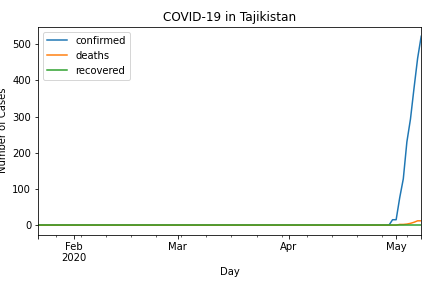 COVID-19 in Tajikistan
confirmed
deaths
recovered
500
400
300
200
100
0
Number of Cases
Feb
2020
Mar
Apr
May
Day